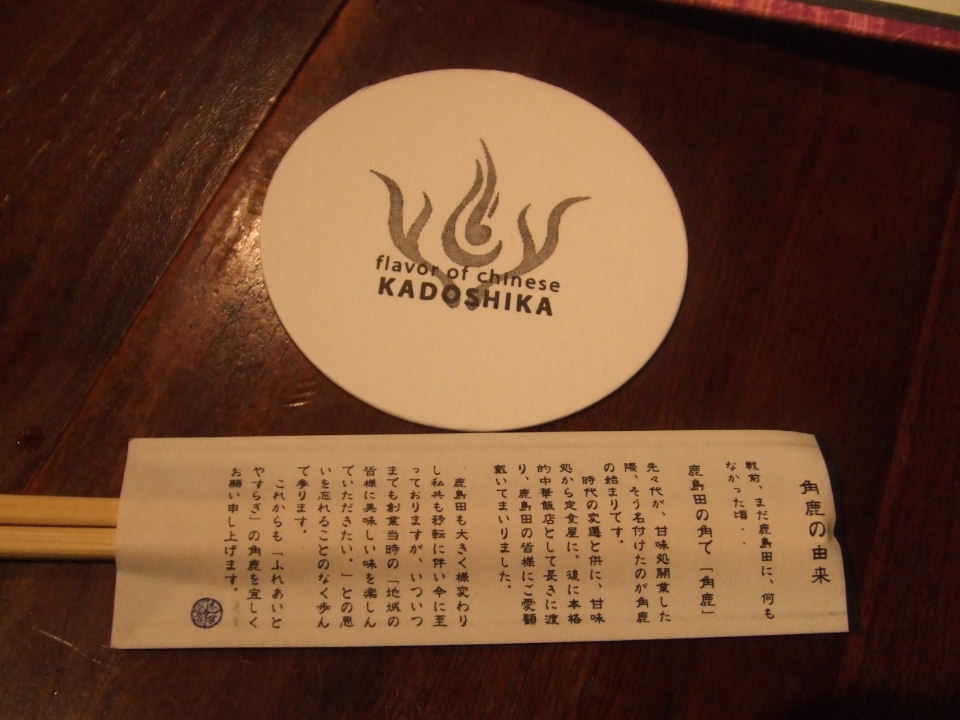 flavor of chinese
KADOSHIKA
角鹿の由来
戦前、まだ鹿島田に、何も
なかった頃・・
鹿島田の角で「角鹿」
先々代が、甘味処開業した
際、そう名付けたのが角鹿
の始まりです。
時代の変遷と供に、甘味
処から定食屋に。後に本格
的中華飯店として長きに渡
り、鹿島田の皆様にご愛顧
戴いてまいりました。
鹿島田も大きく様変わり
し私共も移転に伴い今に至
っておりますが、いついつ
までも創業当時の「地域の
皆様に美味しい味を楽しん
でいただきたい。」との思
いを忘れることのなく歩ん
で参ります。
これからも「ふれあいと
やすらぎ」の角鹿を宜しく
お願い申し上げます。